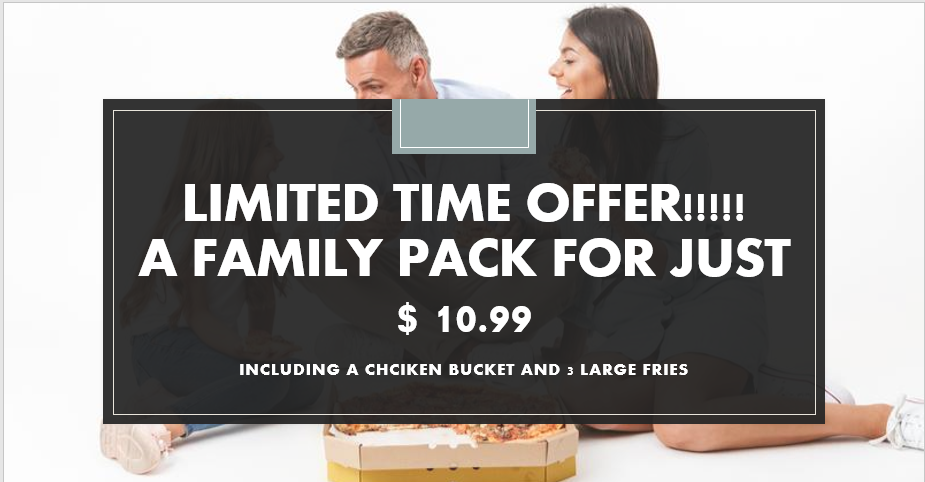 LIMITED TIME OFFER!!!!!
A FAMILY PACK FOR JUST
$ 10.99
INCLUDING A CHCIKEN BUCKET AND 3 LARGE FRIES